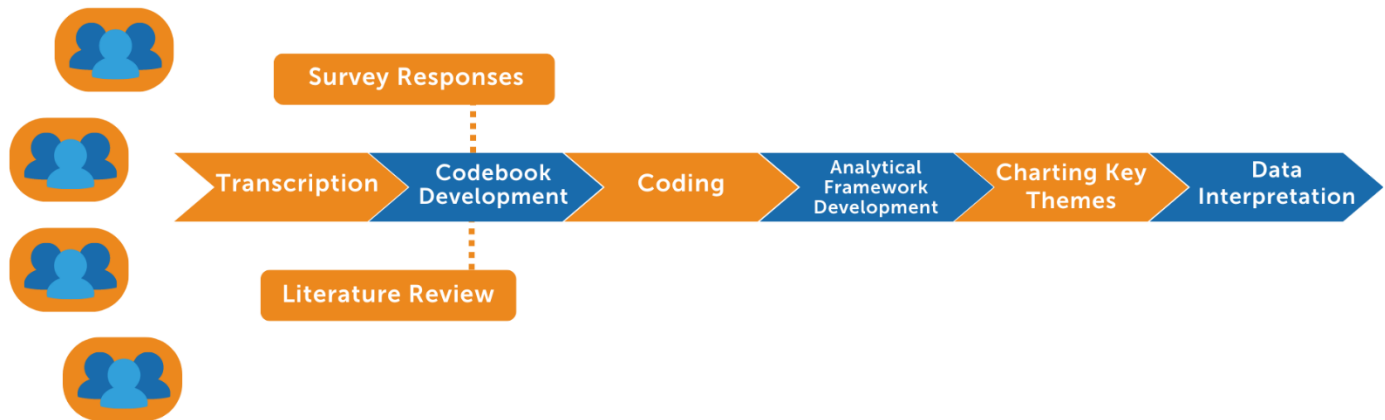 Survey Responses
Transcription
Codebook
Development
Coding
Analytical
Framework
Development
Charting Key
Themes
Data
Interpretation
Literature Review